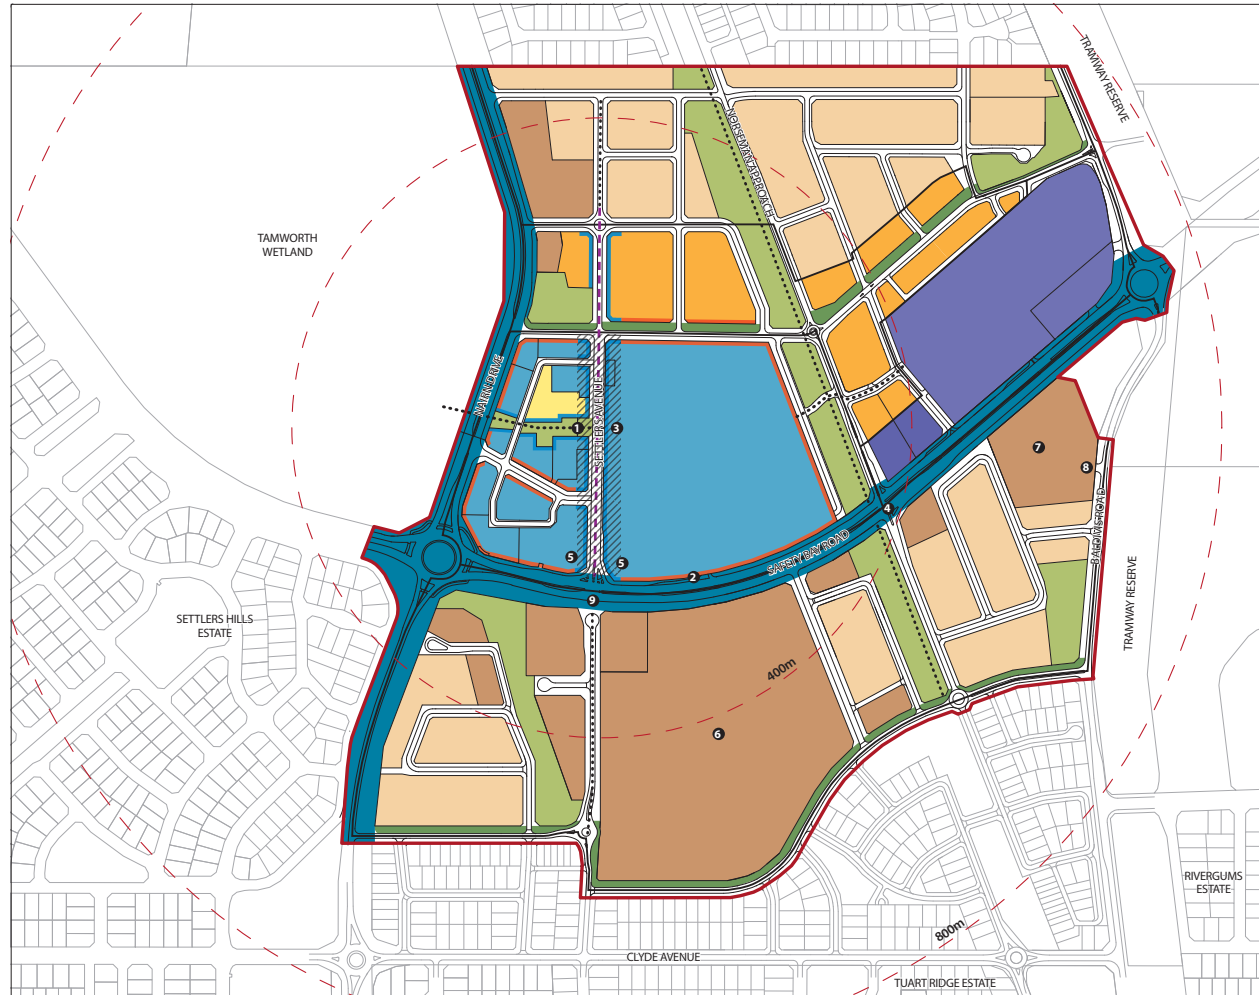 TRAMWAY RESERVE
NORSEMAN APPROACH
TAMWORTH
WETLAND
NAIRN DRIVE
SETTLERS AVENUE
1
3
7
8
4
BALDIVIS ROAD
SAFETY BAY ROAD
5
5
2
9
TRAMWAY RESERVE
SETTLERS HILLS
ESTATE
400m
6
RIVERGUMS
ESTATE
800m
CLYDE AVENUE
TUART RIDGE ESTATE